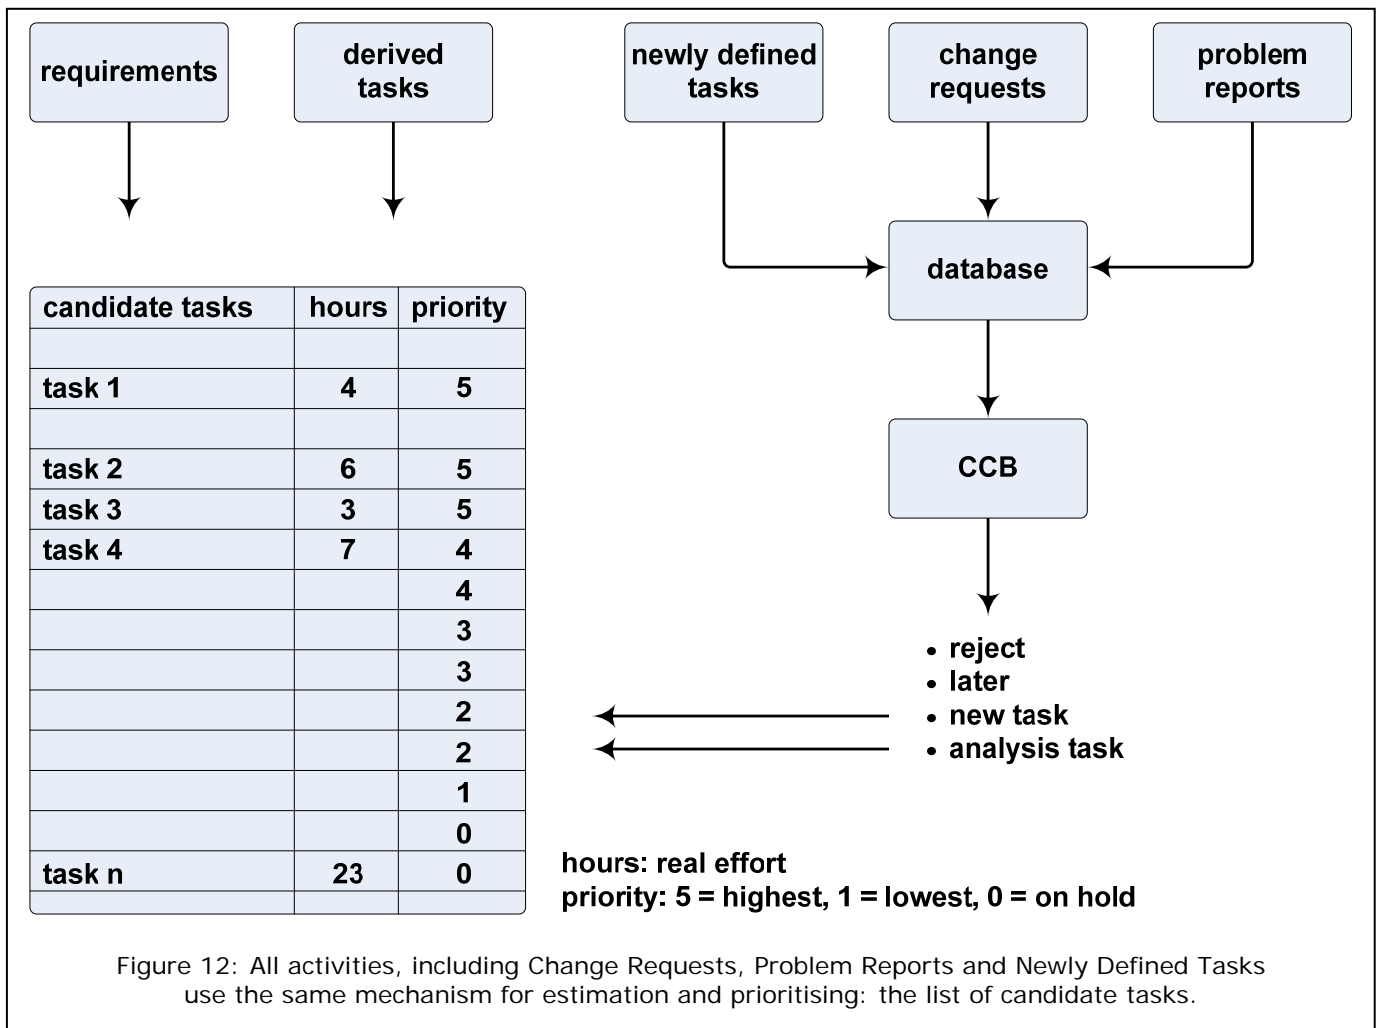 requirements
derived
tasks
newly defined
tasks
change
requests
problem
reports
database
candidate tasks hours priority
task 1 4 5
task 2 6 5
task 3 3 5
task 4 7 4
4
3
3
2
2
1
0
task n 23 0
CCB
• reject
• later
• new task
• analysis task
hours: real effort
priority: 5 = highest, 1 = lowest, 0 = on hold
Figure 12: All activities, including Change Requests, Problem Reports and Newly Defined Tasks
use the same mechanism for estimation and prioritising: the list of candidate tasks.